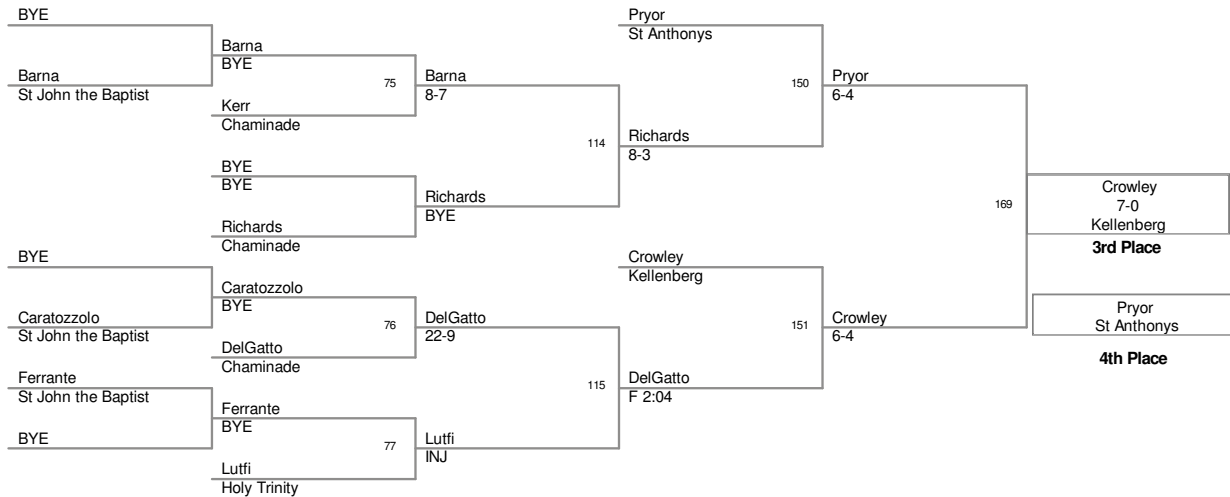 BYE
Barna
St John the Baptist
BYE
Caratozzolo
St John the Baptist
Ferrante
St John the Baptist
BYE
Barna
BYE
75
Kerr
Chaminade
BYE
BYE
Richards
Chaminade
Caratozzolo
BYE
76
DelGatto
Chaminade
Ferrante
BYE
77
Lutfi
Holy Trinity
Barna
8-7
114
Richards
BYE
DelGatto
22-9
115
Lutfi
INJ
Pryor
St Anthonys
150
Richards
8-3
Crowley
Kellenberg
151
DelGatto
F 2:04
Pryor
6-4
169
Crowley
6-4
Crowley
7-0
Kellenberg
3rd Place
Pryor
St Anthonys
4th Place